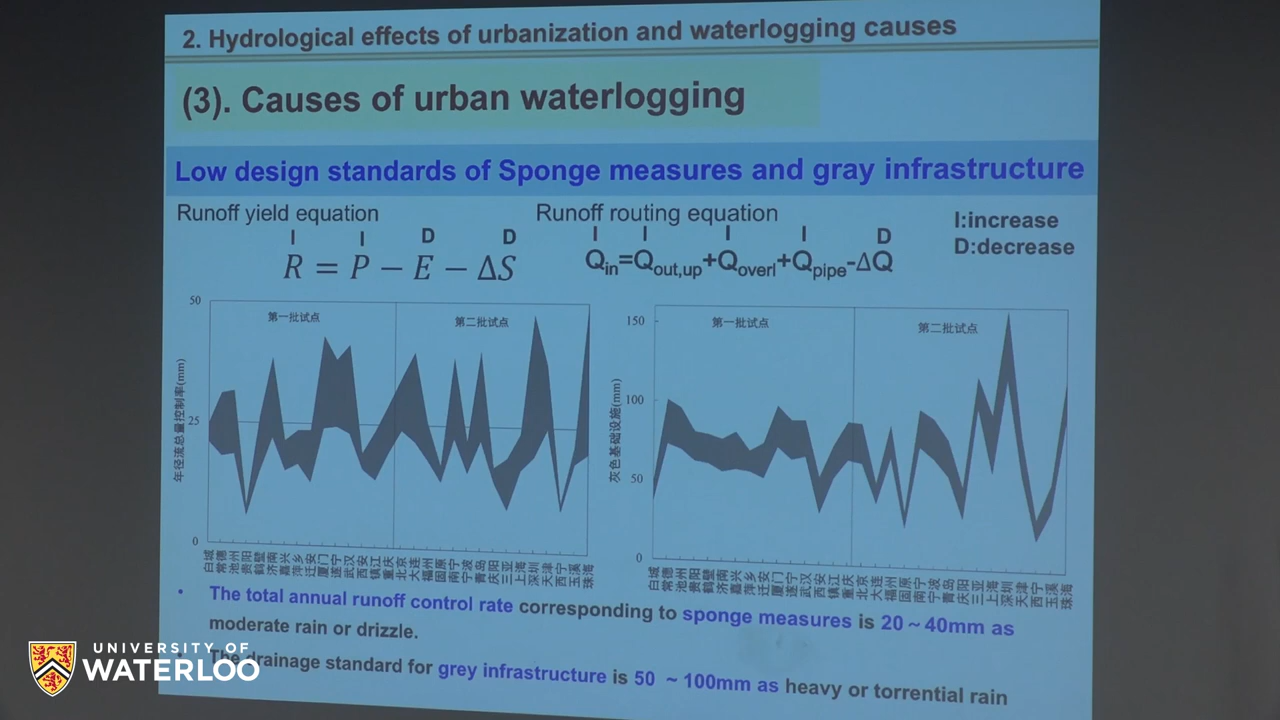 2. Hydrological effects of urbanization and waterlogging causes
(3). Causes of urban waterlogging
Low design standards of Sponge measures and gray infrastructure
Runoff yield equation
I I D D
R = P − E − ΔS
Runoff routing equation
I I I I D
Qin=Qout,up+Qoverl+Qpipe-ΔQ
I:increase
D:decrease
年径流总量控制率(mm)
50
25
0
第一批试点
第二批试点
白城 常德 池州 贵阳 鹤壁 济南 嘉兴 萍乡 迁安 厦门 遂宁 武汉 西安 镇江 重庆 北京 大连 福州 固原 南宁 宁波 青岛 庆阳 三亚 上海 深圳 天津 西宁 玉溪 珠海
灰色基础设施(mm)
150
100
50
0
第一批试点
第二批试点
白城 常德 池州 贵阳 鹤壁 济南 嘉兴 萍乡 迁安 厦门 遂宁 武汉 西安 镇江 重庆 北京 大连 福州 固原 南宁 宁波 青岛 庆阳 三亚 上海 深圳 天津 西宁 玉溪 珠海
• The total annual runoff control rate corresponding to sponge measures is 20~40mm as
moderate rain or drizzle.
• The drainage standard for grey infrastructure is 50 ~100mm as heavy or torrential rain
UNIVERSITY OF
WATERLOO